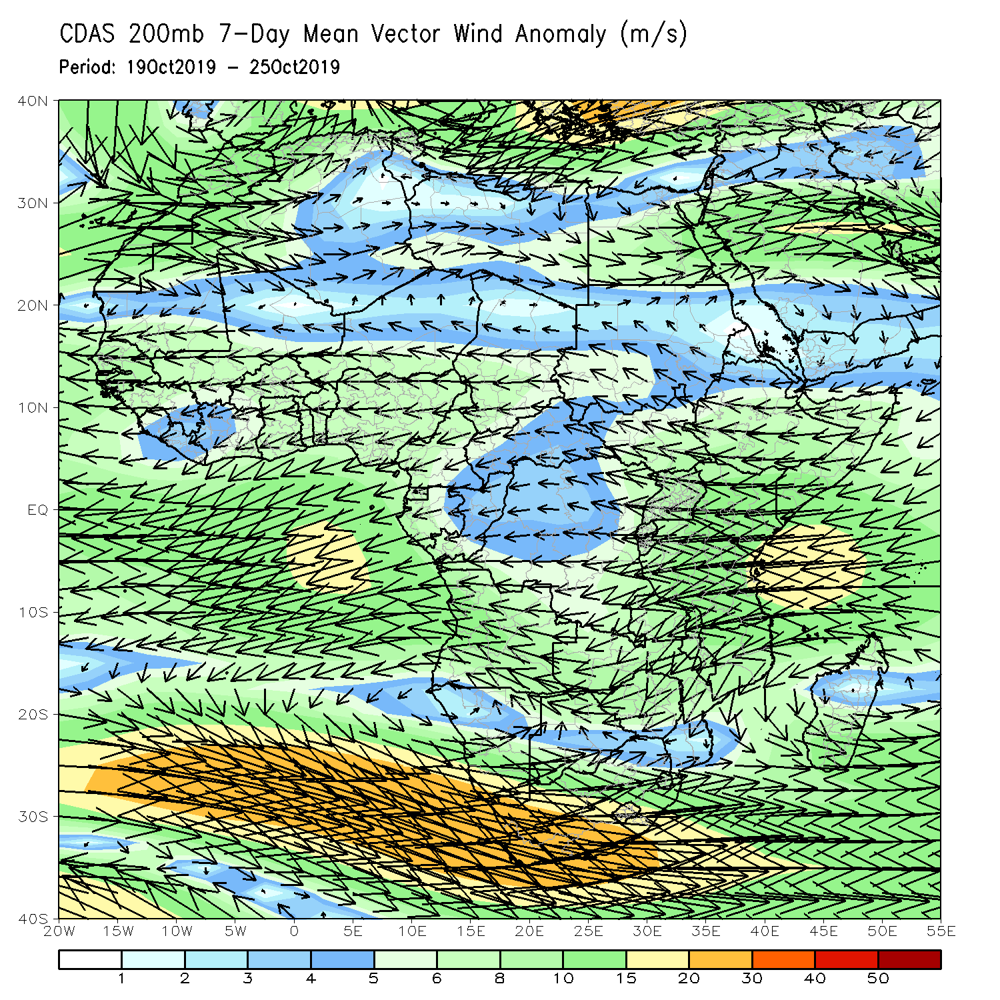 CDAS 200mb 7-Day Mean Vector Wind Anomaly (m/s)
Period: 19Oct2019 - 25Oct2019
40N
30N
20N
10N
EQ
10S
20S
30S
40S
20W 15W 10W 5W 0 5E 10E 15E 20E 25E 30E 35E 40E 45E 50E 55E
1 2 3 4 5 6 8 10 15 20 30 40 50